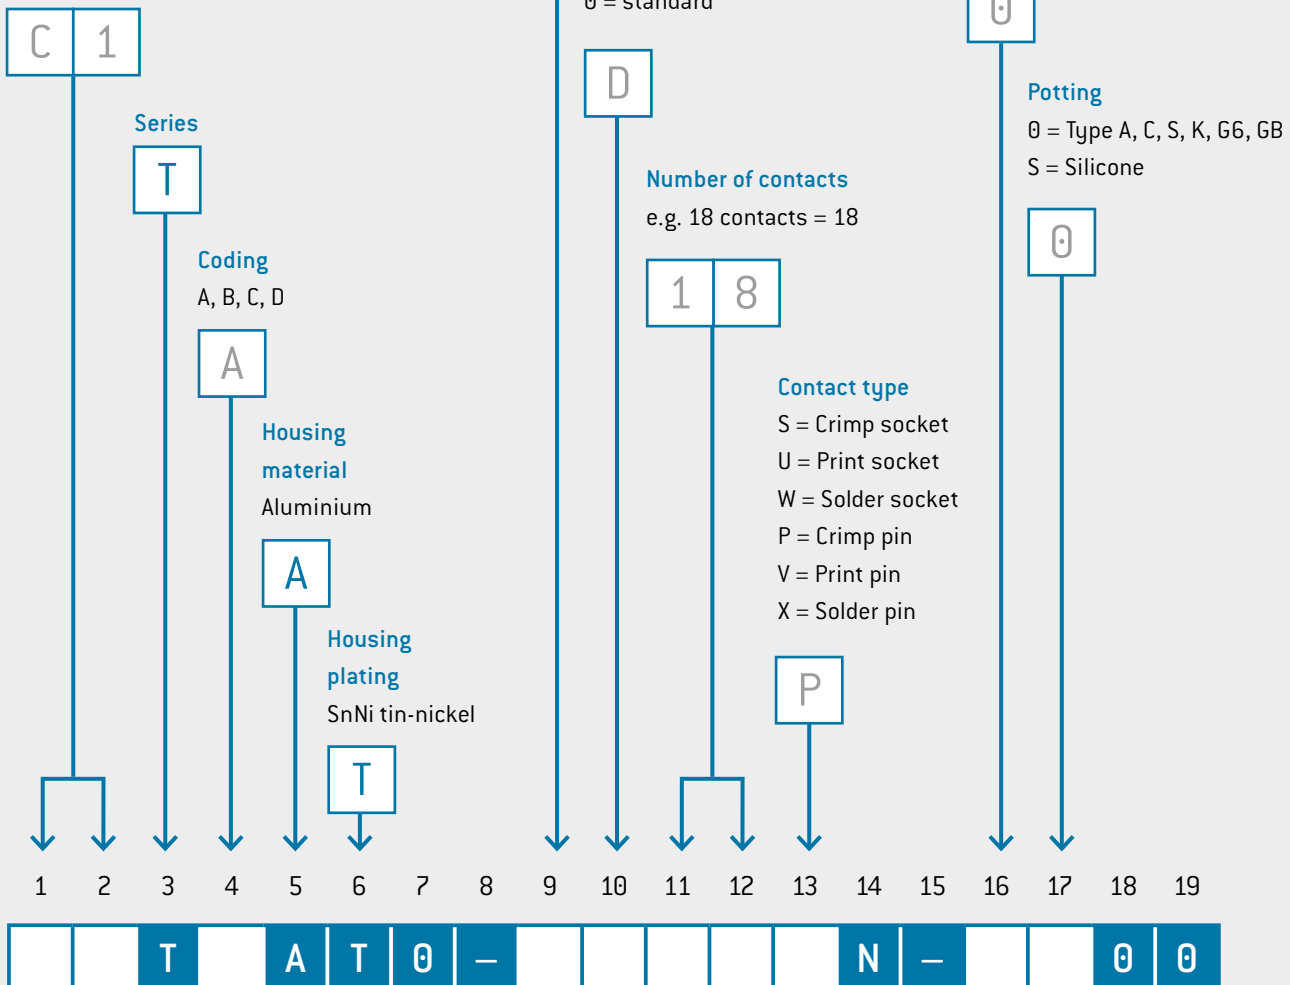 0 = standard
C 1
0
D
Series
T
Coding
A, B, C, D
A
Housing
material
Aluminium
A
Housing
plating
SnNi tin-nickel
T
Number of contacts
e.g. 18 contacts = 18
1 8
Contact type
S = Crimp socket
U = Print socket
W = Solder socket
P = Crimp pin
V = Print pin
X = Solder pin
P
Potting
0 = Type A, C, S, K, G6, GB
S = Silicone
0
1 2 3 4 5 6 7 8 9 10 11 12 13 14 15 16 17 18 19
T A T 0 – N – 0 0